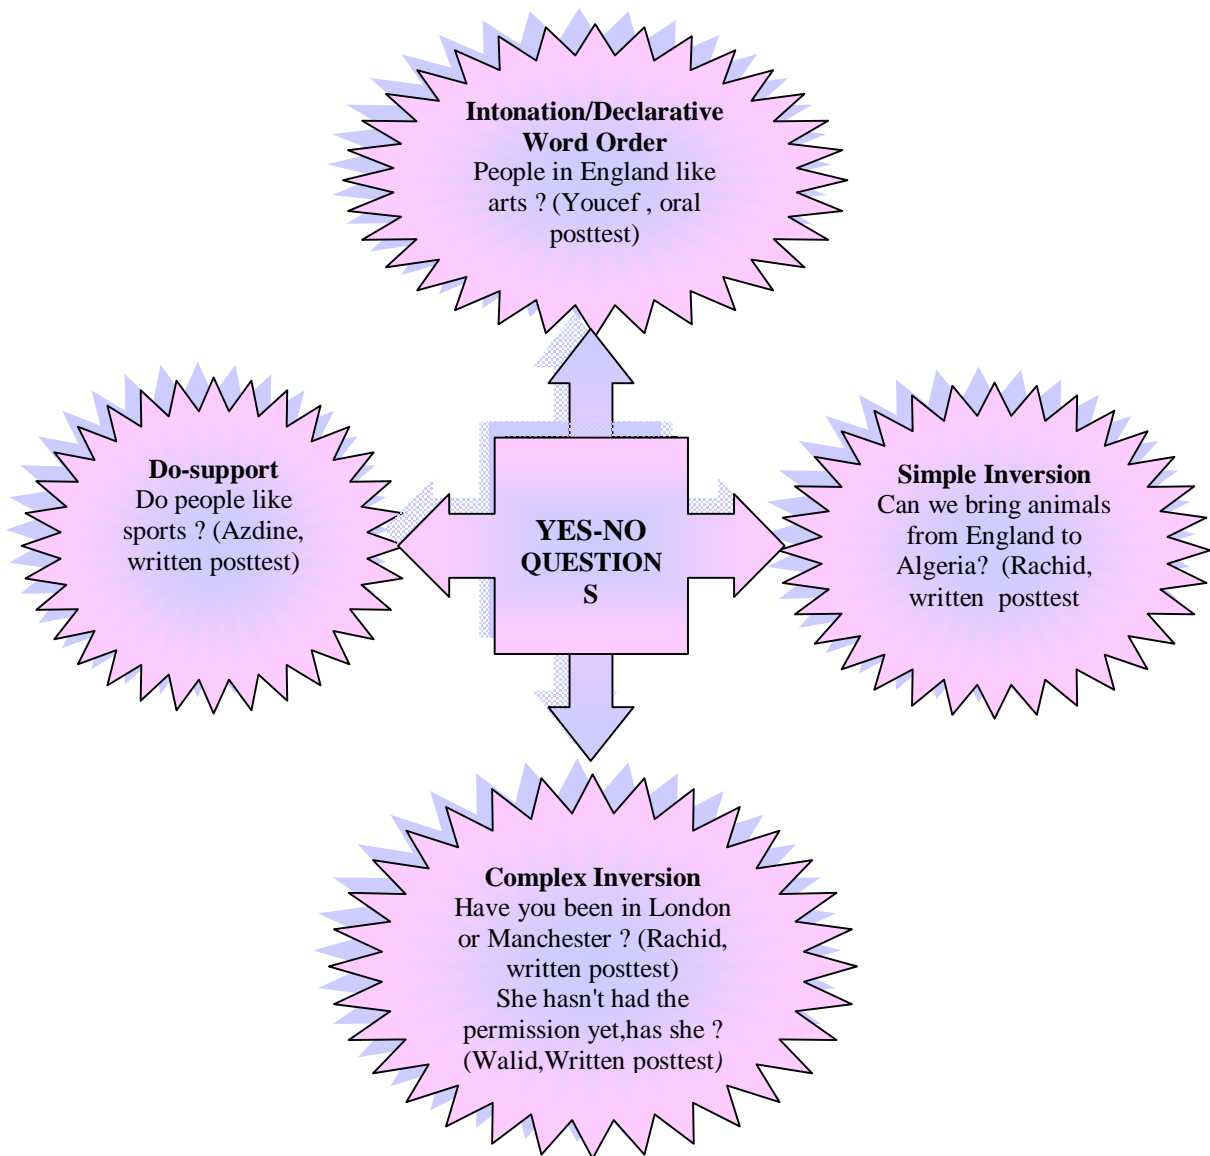 Intonation/Declarative
Word Order
People in England like
arts ? (Youcef , oral
posttest)
Do-support
Do people like
sports ? (Azdine,
written posttest)
YES-NO
QUESTION
S
Simple Inversion
Can we bring animals
from England to
Algeria?  (Rachid,
written  posttest
Complex Inversion
Have you been in London
or Manchester ? (Rachid,
written posttest)
She hasn't had the
permission yet,has she ?
(Walid,Written posttest)